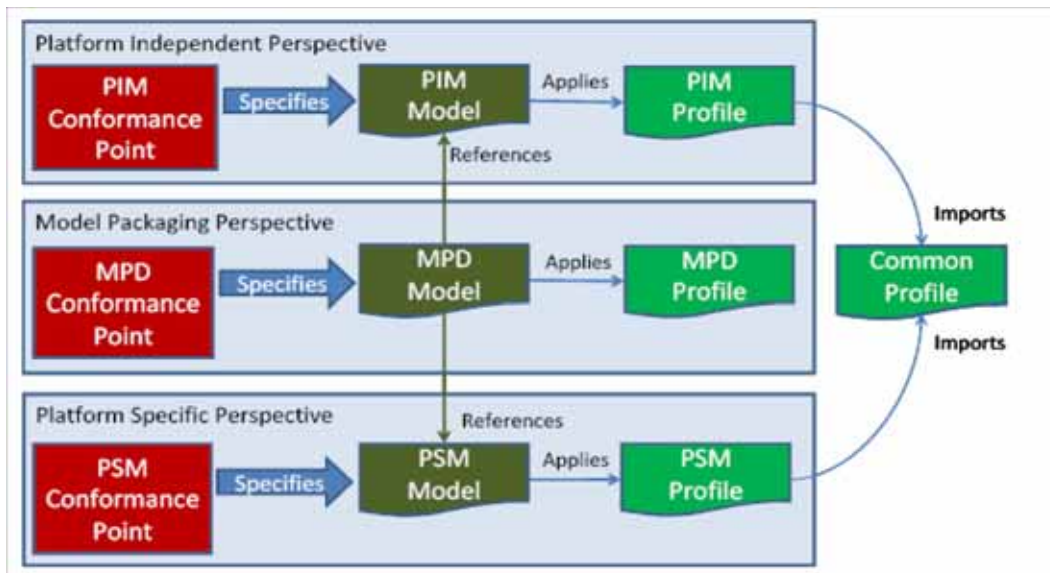 Platform Independent Perspective
PIM
Conformance
Point
Specifies
PIM
Model
Applies
PIM
Profile
References
Imports
Model Packaging Perspective
MPD
Conformance
Point
Specifies
MPD
Model
Applies
MPD
Profile
Common
Profile
Imports
Platform Specific Perspective
References
PSM
Conformance
Point
Specifies
PSM
Model
Applies
PSM
Profile